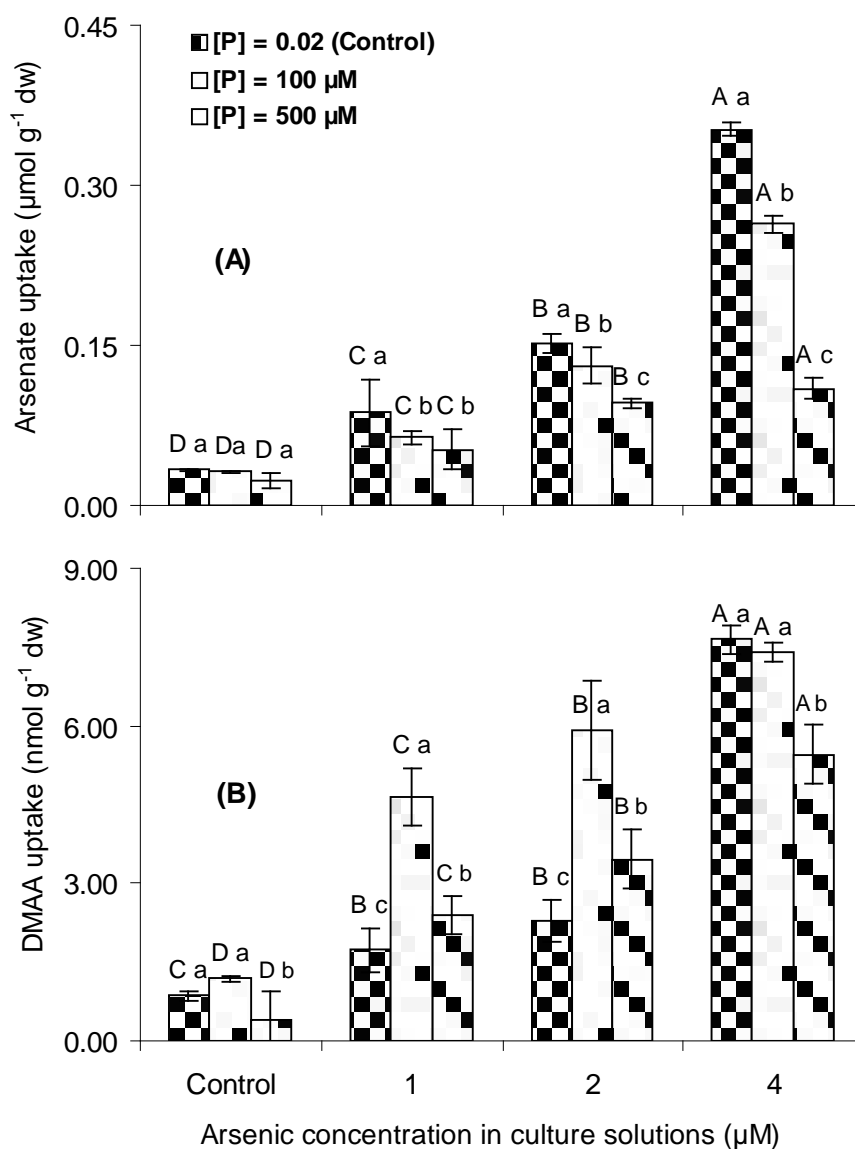 0.45
[P] = 0.02 (Control)
[P] = 100 µM
[P] = 500 µM
A a
A b
0.30
Arsenate uptake (µmol g⁻¹ dw)
(A)
B a
B b
0.15
C a
B c
A c
C b C b
D a Da D a
0.00
9.00
DMAA uptake (nmol g⁻¹ dw)
A a A a
B a
A b
6.00
C a
(B)
B b
3.00
C b
B c
B c
C a D a D b
0.00
Control 1 2 4
Arsenic concentration in culture solutions (µM)